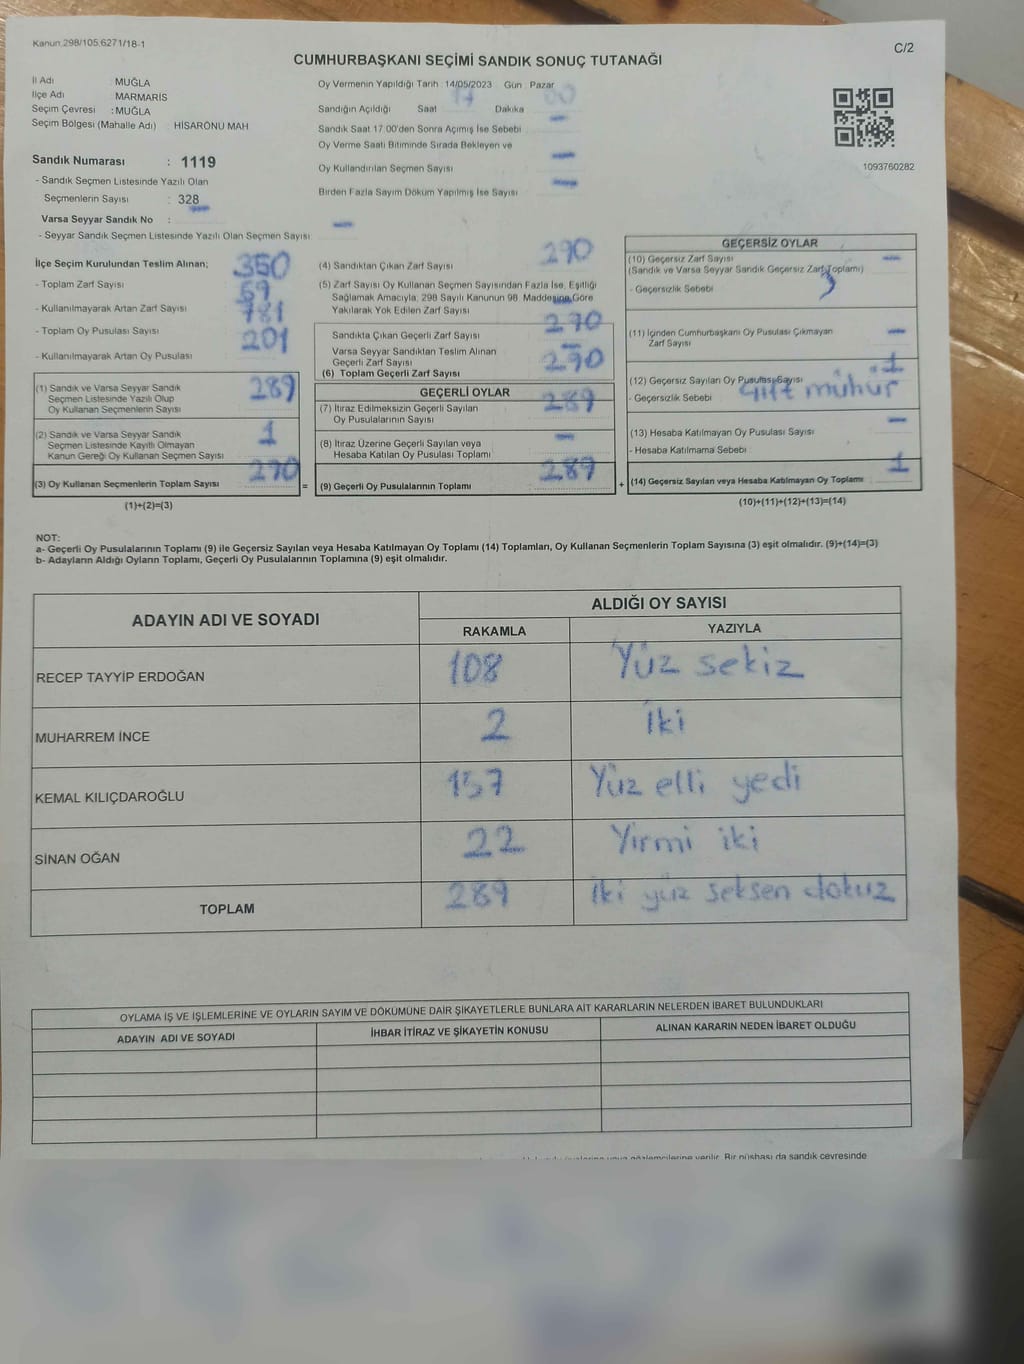 Kanun.298/105.6271/18-1
C/2
CUMHURBAŞKANI SEÇİMİ SANDIK SONUÇ TUTANAĞI
İl Adı : MUĞLA
İlçe Adı : MARMARİS
Seçim Çevresi : MUĞLA
Seçim Bölgesi (Mahalle Adı) HİSARÖNÜ MAH
Sandık Numarası : 1119
- Sandık Seçmen Listesinde Yazılı Olan
Seçmenlerin Sayısı : 328
Varsa Seyyar Sandık No : —
- Seyyar Sandık Seçmen Listesinde Yazılı Olan Seçmen Sayısı —
Oy Vermenin Yapıldığı Tarih : 14/05/2023 Gün : Pazar
Sandığın Açıldığı Saat 17 Dakika 00
Sandık Saat 17.00'den Sonra Açımış İse Sebebi —
Oy Verme Saati Bitiminde Sırada Bekleyen ve
Oy Kullandırılan Seçmen Sayısı —
Birden Fazla Sayım Döküm Yapılmış İse Sayısı —
1093760282
İlçe Seçim Kurulundan Teslim Alınan;
- Toplam Zarf Sayısı 350
- Kullanılmayarak Artan Zarf Sayısı 59
- Toplam Oy Pusulası Sayısı
- Kullanılmayarak Artan Oy Pusulası 201
(1) Sandık ve Varsa Seyyar Sandık
Seçmen Listesinde Yazılı Olup
Oy Kullanan Seçmenlerin Sayısı 289
(2) Sandık ve Varsa Seyyar Sandık
Seçmen Listesinde Kayıtlı Olmayan
Kanun Gereği Oy Kullanan Seçmen Sayısı 1
(3) Oy Kullanan Seçmenlerin Toplam Sayısı 290 =
(1)+(2)=(3)
(4) Sandıktan Çıkan Zarf Sayısı 290
(5) Zarf Sayısı Oy Kullanan Seçmen Sayısından Fazla İse, Eşitliği
Sağlamak Amacıyla, 298 Sayılı Kanunun 98. Maddesine Göre
Yakılarak Yok Edilen Zarf Sayısı —
Sandıkta Çıkan Geçerli Zarf Sayısı 290
Varsa Seyyar Sandıktan Teslim Alınan
Geçerli Zarf Sayısı
(6) Toplam Geçerli Zarf Sayısı 290
GEÇERLİ OYLAR
(7) İtiraz Edilmeksizin Geçerli Sayılan
Oy Pusulalarının Sayısı 289
(8) İtiraz Üzerine Geçerli Sayılan veya
Hesaba Katılan Oy Pusulası Toplamı —
(9) Geçerli Oy Pusulalarının Toplamı 289 +
GEÇERSİZ OYLAR
(10) Geçersiz Zarf Sayısı —
(Sandık ve Varsa Seyyar Sandık Geçersiz Zarf Toplamı)
- Geçersizlik Sebebi
(11) İçinden Cumhurbaşkanı Oy Pusulası Çıkmayan —
Zarf Sayısı
(12) Geçersiz Sayılan Oy Pusulası Sayısı 1
- Geçersizlik Sebebi çift mühür
(13) Hesaba Katılmayan Oy Pusulası Sayısı —
- Hesaba Katılmama Sebebi
(14) Geçersiz Sayılan veya Hesaba Katılmayan Oy Toplamı 1
(10)+(11)+(12)+(13)=(14)
NOT:
a- Geçerli Oy Pusulalarının Toplamı (9) ile Geçersiz Sayılan veya Hesaba Katılmayan Oy Toplamı (14) Toplamları, Oy Kullanan Seçmenlerin Toplam Sayısına (3) eşit olmalıdır. (9)+(14)=(3)
b- Adayların Aldığı Oyların Toplamı, Geçerli Oy Pusulalarının Toplamına (9) eşit olmalıdır.
ADAYIN ADI VE SOYADI
ALDIĞI OY SAYISI
RAKAMLA YAZIYLA
RECEP TAYYİP ERDOĞAN 108 Yüz sekiz
MUHARREM İNCE 2 İki
KEMAL KILIÇDAROĞLU 157 Yüz elli yedi
SİNAN OĞAN 22 Yirmi iki
TOPLAM 289 İki yüz seksen dokuz
OYLAMA İŞ VE İŞLEMLERİNE VE OYLARIN SAYIM VE DÖKÜMÜNE DAİR ŞİKAYETLERLE BUNLARA AİT KARARLARIN NELERDEN İBARET BULUNDUKLARI
ADAYIN ADI VE SOYADI İHBAR İTİRAZ VE ŞİKAYETİN KONUSU ALINAN KARARIN NEDEN İBARET OLDUĞU
verilir. Bir nüshası da sandık çevresinde